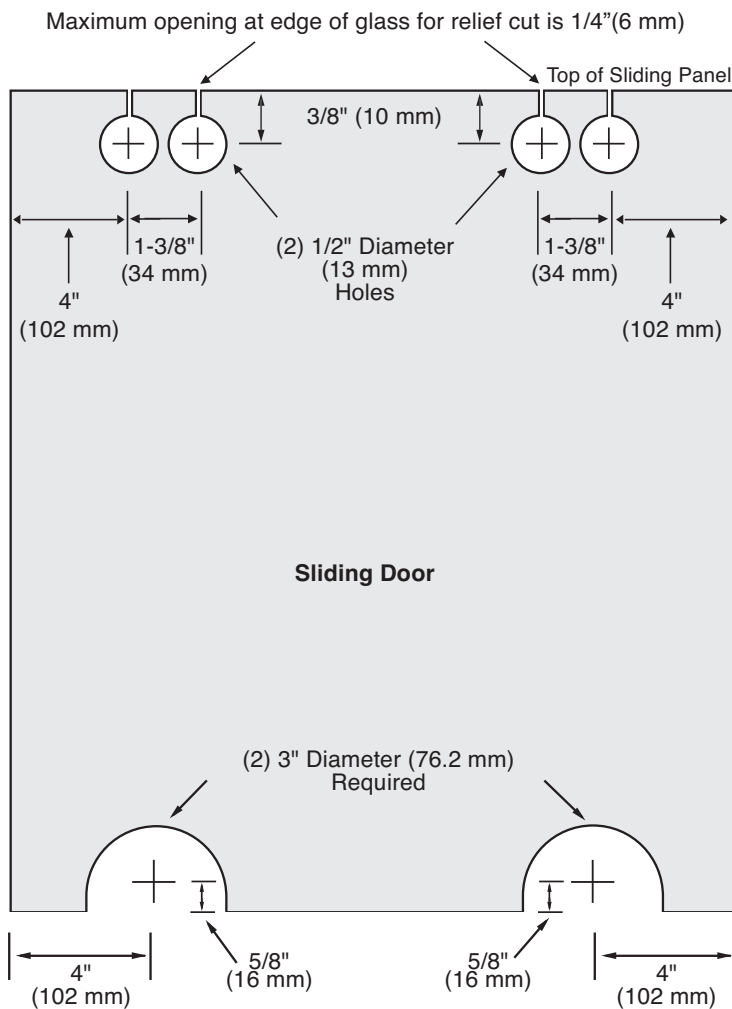 Maximum opening at edge of glass for relief cut is 1/4”(6 mm)
Top of Sliding Panel
3/8" (10 mm)
1-3/8"
(34 mm)
(2) 1/2" Diameter
(13 mm)
Holes
1-3/8"
(34 mm)
4"
(102 mm)
4"
(102 mm)
Sliding Door
(2) 3" Diameter (76.2 mm)
Required
4"
(102 mm)
5/8"
(16 mm)
5/8"
(16 mm)
4"
(102 mm)